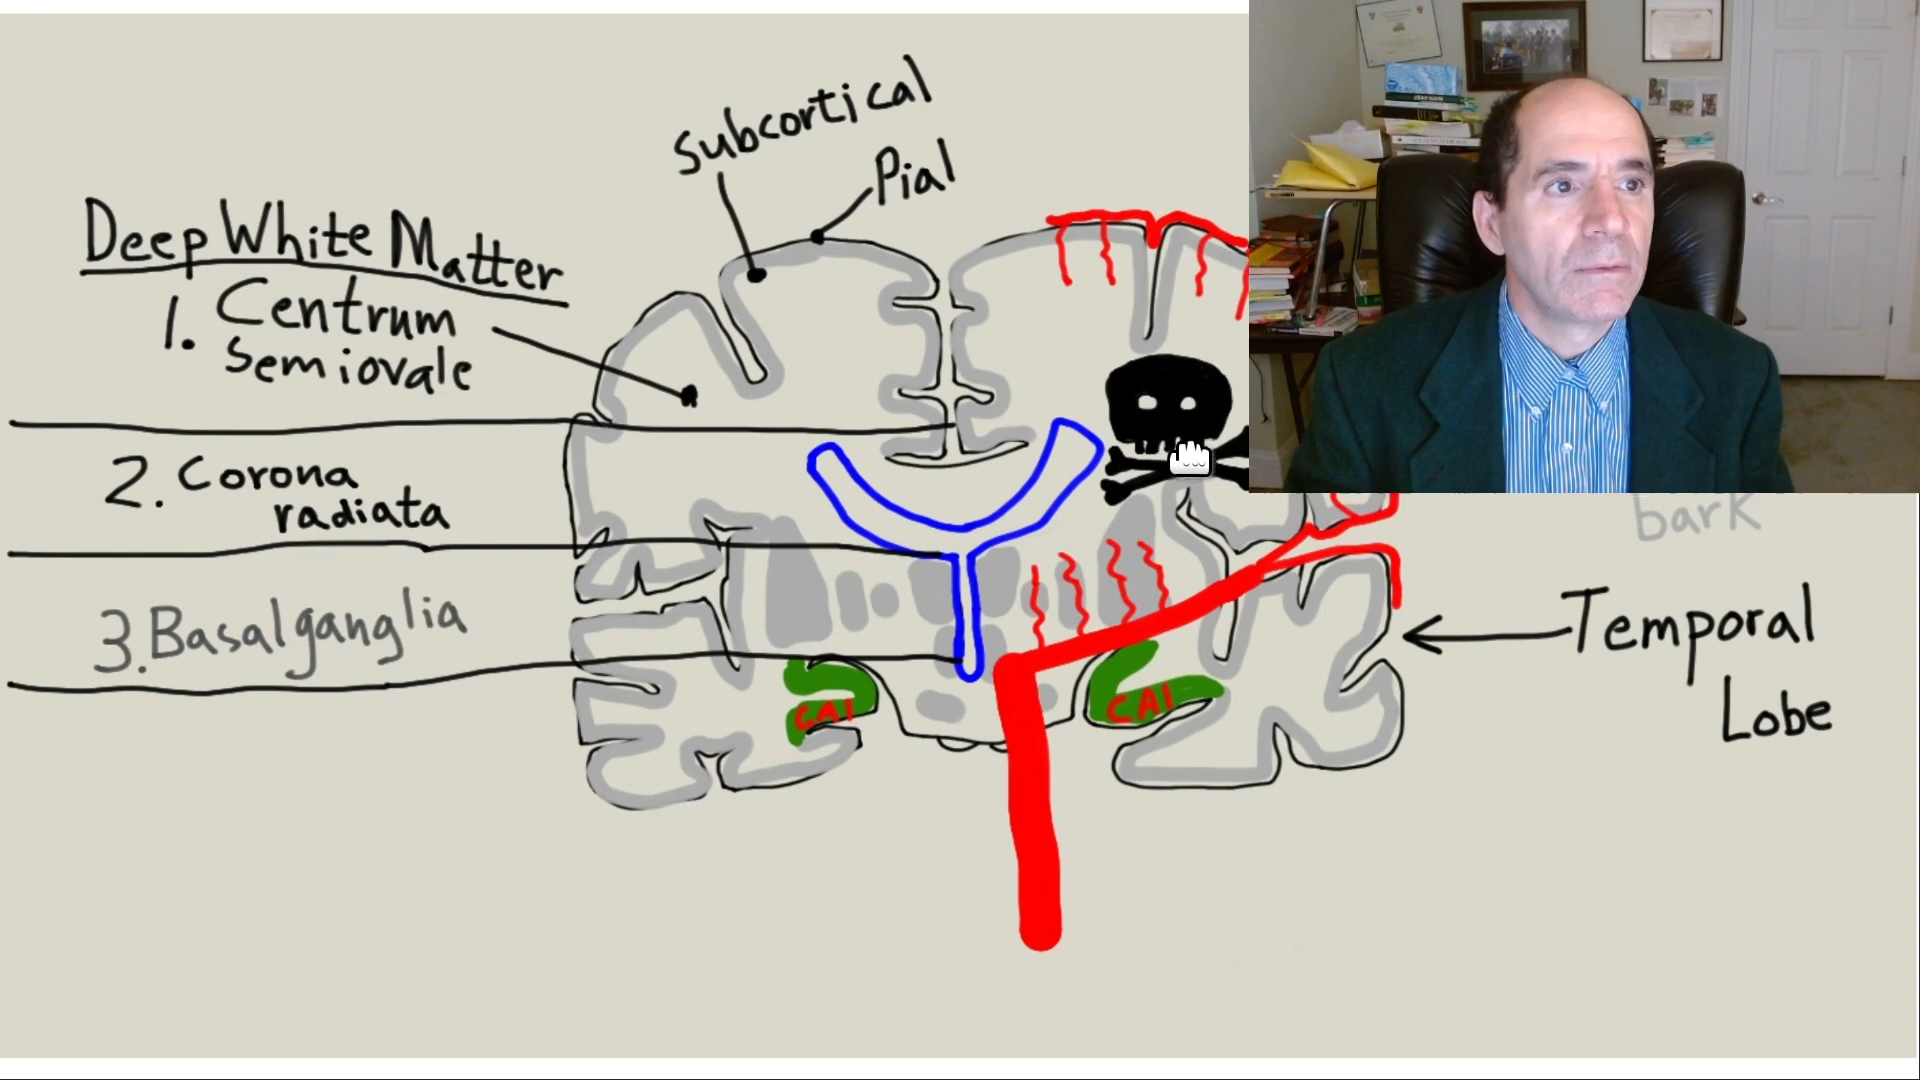 subcortical
Pial
Deep White Matter
1. Centrum
semiovale
2. Corona
radiata
3. Basal ganglia
bark
Temporal
Lobe
CA1
CA1